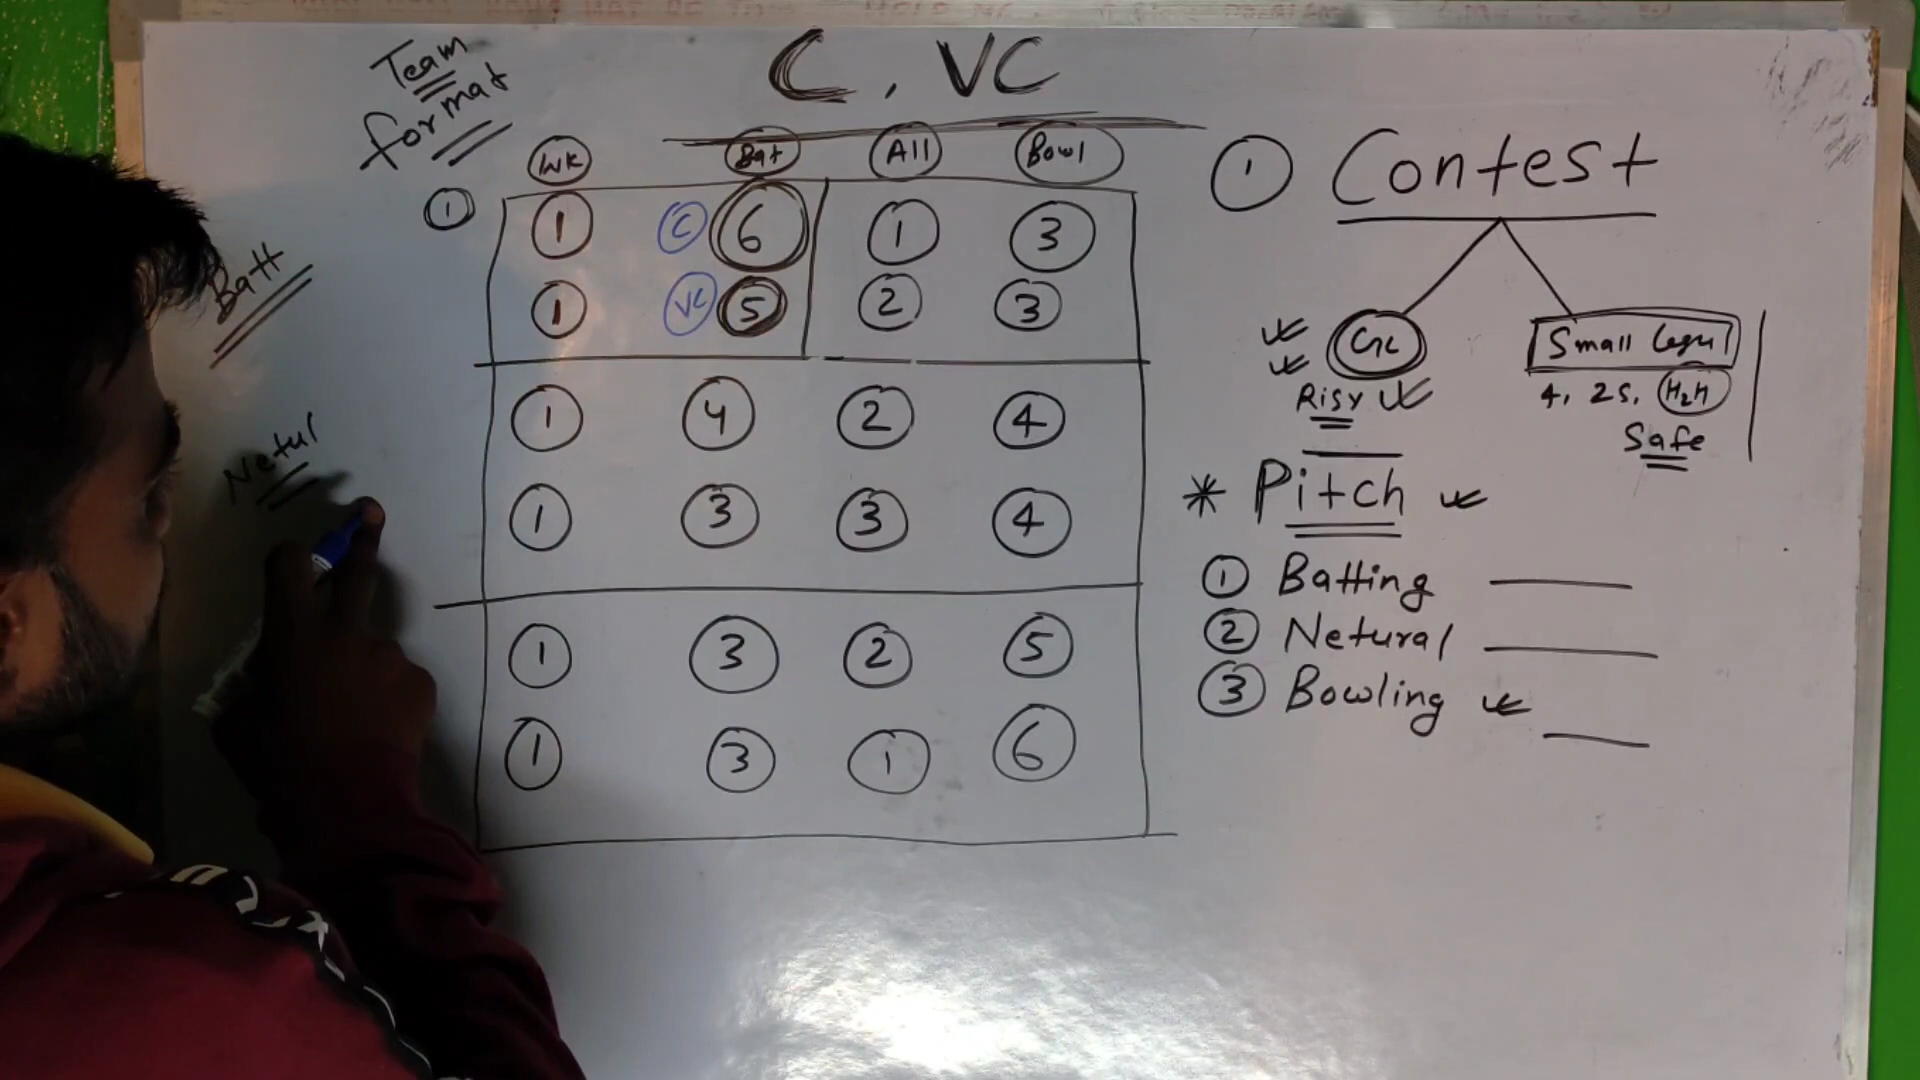 C, VC
Team
format
Wk Bat All Bowl
1
1 C 6 1 3
1 VC 5 2 3
Batt
1 4 2 4
1 3 3 4
Netul
1 3 2 5
1 3 1 6
1 Contest
GL
Risy
Small
4, 2s, H2H
Safe
* Pitch
1 Batting
2 Netural
3 Bowling